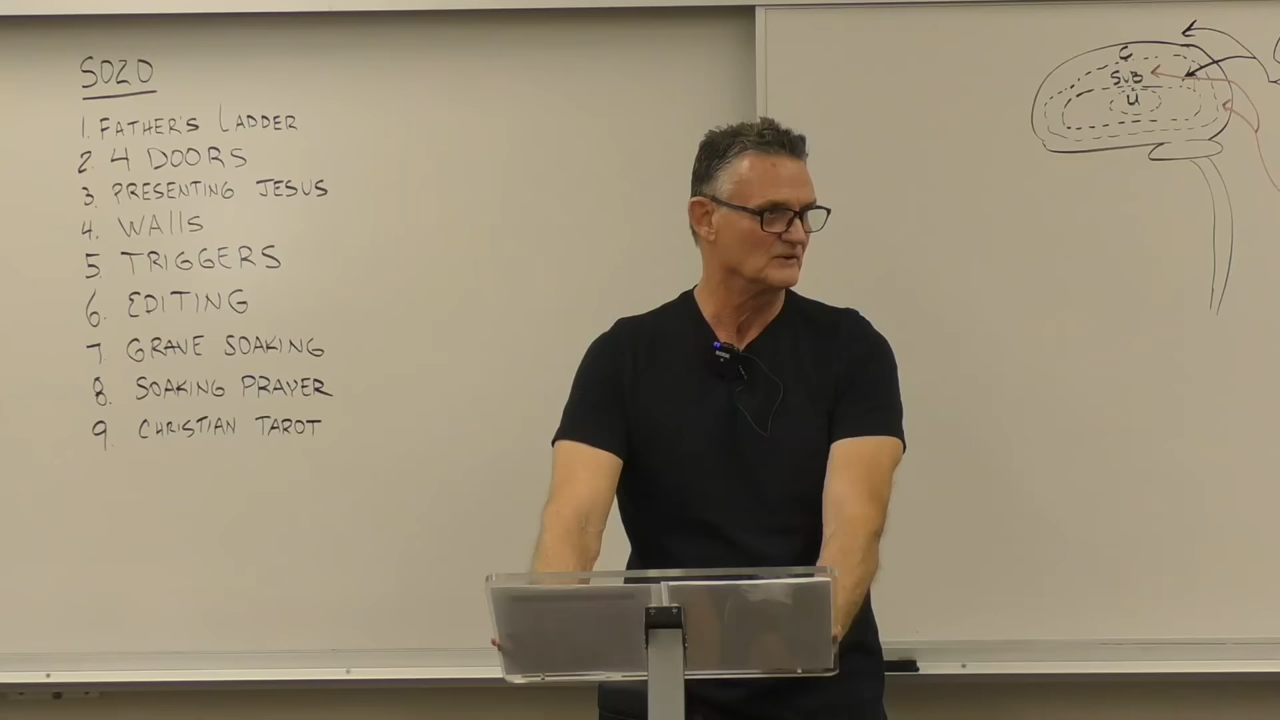 SOZO
1. FATHER'S LADDER
2. 4 DOORS
3. PRESENTING JESUS
4. WALLS
5 TRIGGERS
6. EDITING
7 GRAVE SOAKING
8. SOAKING PRAYER
9. CHRISTIAN TAROT
C
SUB
U